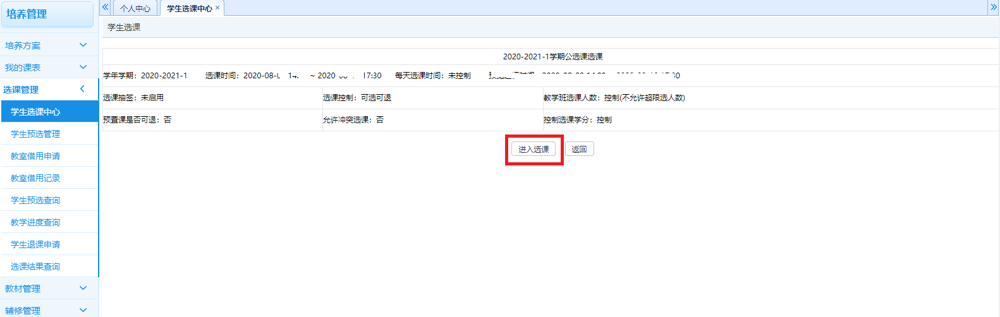 培养管理
个人中心
学生选课中心
学生选课
培养方案
我的课表
选课管理
学生选课中心
学生预选管理
教室借用申请
教室借用记录
学生预选查询
教学进度查询
学生退课申请
选课结果查询
教材管理
辅修管理
2020-2021-1学期公选课选课
学年学期：2020-2021-1 选课时间：2020-08- 14: ~ 2020- 17:30 每天选课时间：未控制
选课抽签：未启用 选课控制：可选可退 教学班选课人数：控制(不允许超限选人数)
预置课是否可退：否 允许冲突选课：否 控制选课学分：控制
进入选课 返回